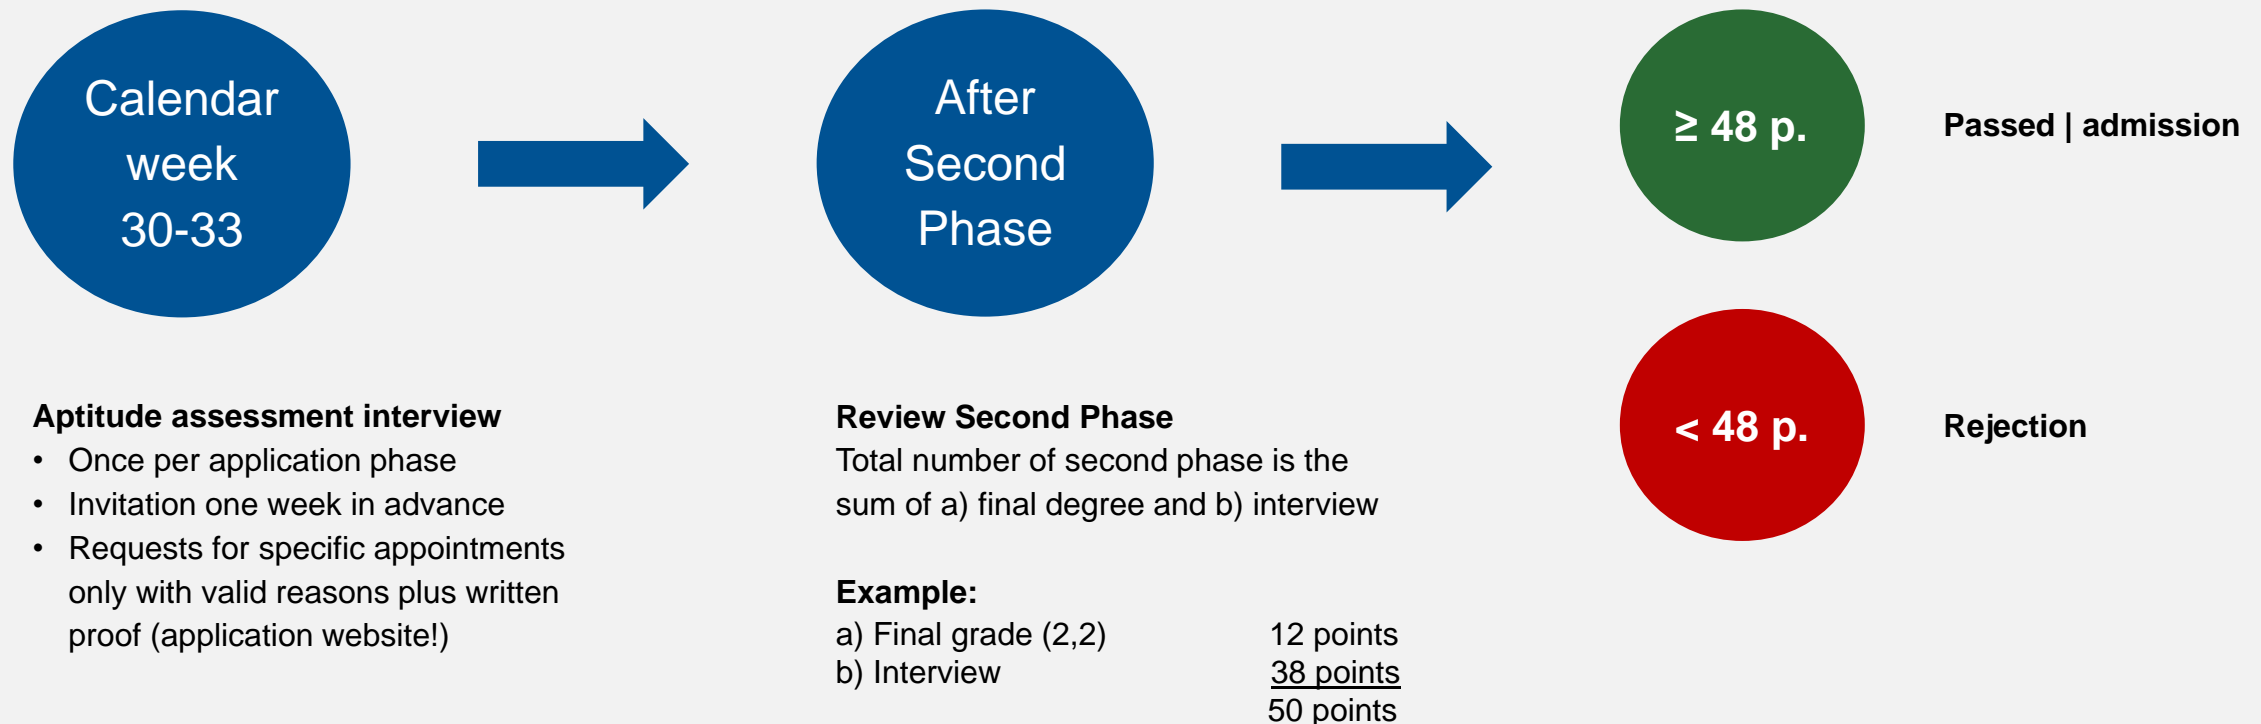 Calendar
week
30-33
After
Second
Phase
≥ 48 p.
Passed | admission
< 48 p.
Rejection
Aptitude assessment interview
• Once per application phase
• Invitation one week in advance
• Requests for specific appointments
only with valid reasons plus written
proof (application website!)
Review Second Phase
Total number of second phase is the
sum of a) final degree and b) interview
Example:
a) Final grade (2,2) 12 points
b) Interview 38 points
50 points